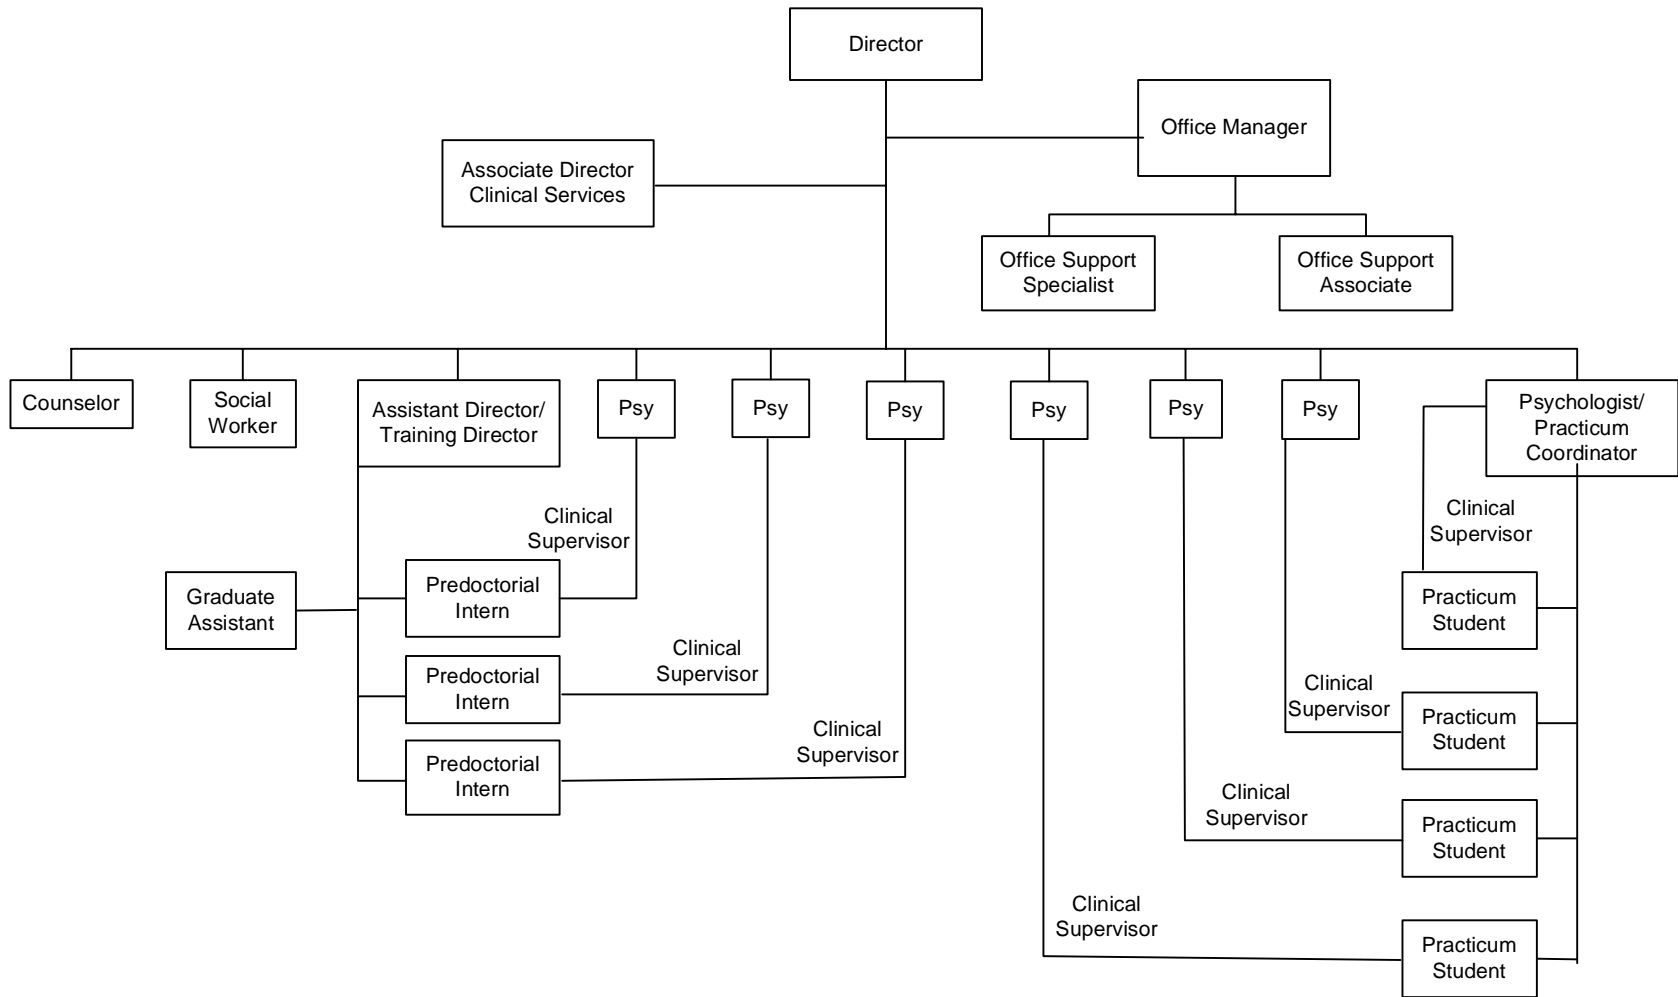 Director
Office Manager
Associate Director
Clinical Services
Office Support
Specialist
Office Support
Associate
Counselor
Social
Worker
Assistant Director/
Training Director
Psy
Psy
Psy
Psy
Psy
Psy
Psychologist/
Practicum
Coordinator
Clinical
Supervisor
Clinical
Supervisor
Graduate
Assistant
Predoctorial
Intern
Practicum
Student
Clinical
Supervisor
Predoctorial
Intern
Clinical
Supervisor
Practicum
Student
Clinical
Supervisor
Predoctorial
Intern
Clinical
Supervisor
Practicum
Student
Clinical
Supervisor
Practicum
Student